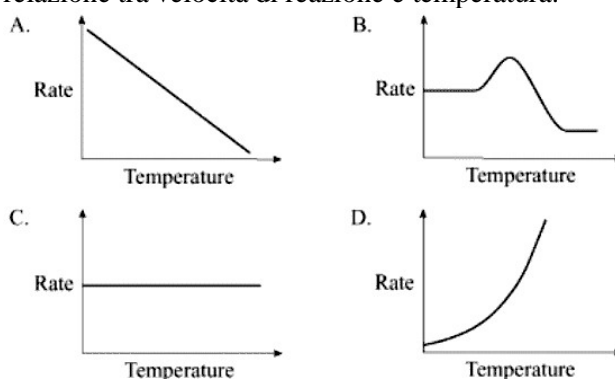 relazione tra velocità di reazione e temperatura.
A.
Rate
Temperature
B.
Rate
Temperature
C.
Rate
Temperature
D.
Rate
Temperature